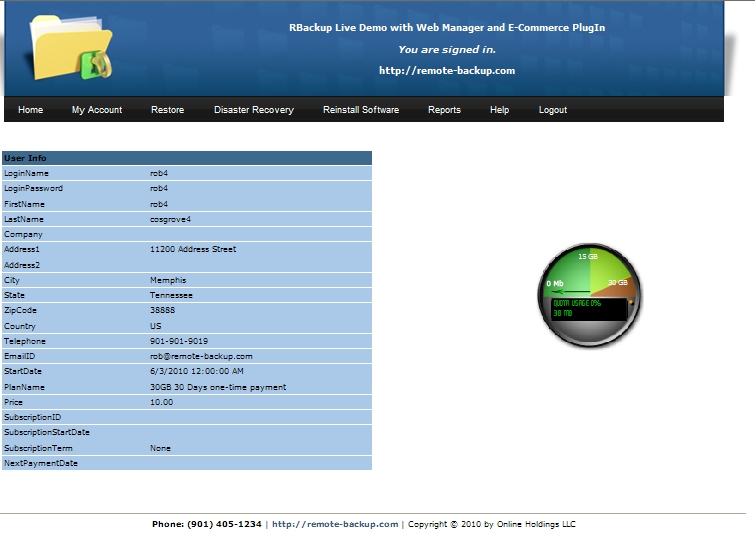 RBackup Live Demo with Web Manager and E-Commerce PlugIn
You are signed in.
http://remote-backup.com
Home My Account Restore Disaster Recovery Reinstall Software Reports Help Logout
User Info
LoginName rob4
LoginPassword rob4
FirstName rob4
LastName cosgrove4
Company
Address1 11200 Address Street
Address2
City Memphis
State Tennessee
ZipCode 38888
Country US
Telephone 901-901-9019
EmailID rob@remote-backup.com
StartDate 6/3/2010 12:00:00 AM
PlanName 30GB 30 Days one-time payment
Price 10.00
SubscriptionID
SubscriptionStartDate
SubscriptionTerm None
NextPaymentDate
15 GB
0 Mb 30 GB
QUOTA USAGE 0%
38 MB
Phone: (901) 405-1234 | http://remote-backup.com | Copyright © 2010 by Online Holdings LLC